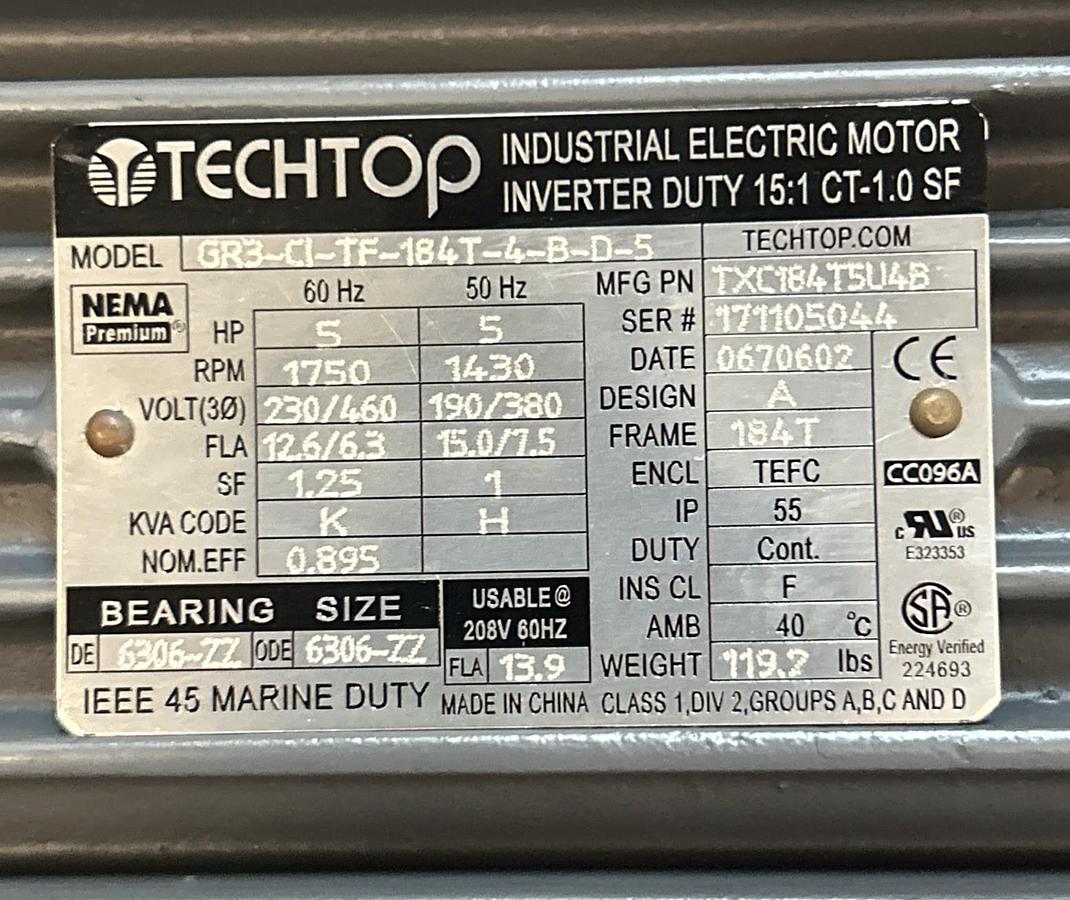 TECHTOP INDUSTRIAL ELECTRIC MOTOR
INVERTER DUTY 15:1 CT-1.0 SF
MODEL GR3-CI-TF-184T-4-B-D-5 TECHTOP.COM
NEMA
Premium®
60 Hz 50 Hz
HP 5 5
RPM 1750 1430
VOLT(3Ø) 230/460 190/380
FLA 12.6/6.3 15.0/7.5
SF 1.25 1
KVA CODE K H
NOM.EFF 0.895
MFG PN TXC184T5U4B
SER # 171105044
DATE 0670602
DESIGN A
FRAME 184T
ENCL TEFC
IP 55
DUTY Cont.
INS CL F
AMB 40 °C
WEIGHT 119.7 lbs
CE
CC096A
c RU® us
E323353
SA®
Energy Verified
224693
BEARING SIZE
DE 6306-ZZ ODE 6306-ZZ
USABLE@
208V 60HZ
FLA 13.9
IEEE 45 MARINE DUTY MADE IN CHINA CLASS 1,DIV 2,GROUPS A,B,C AND D